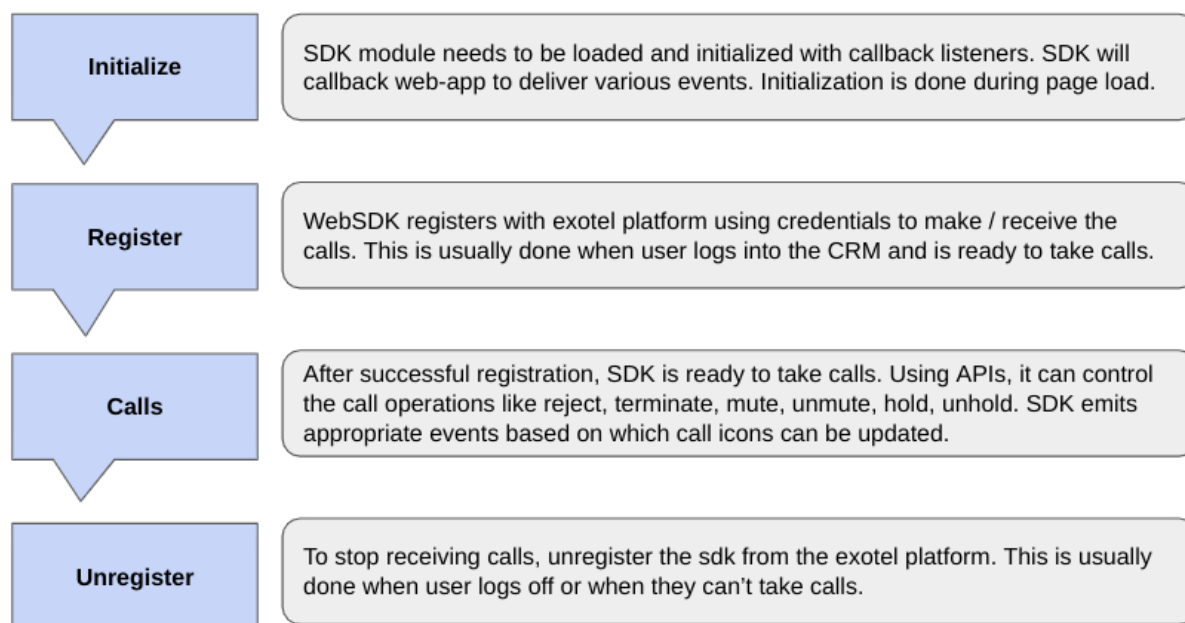 Initialize
SDK module needs to be loaded and initialized with callback listeners. SDK will
callback web-app to deliver various events. Initialization is done during page load.
Register
WebSDK registers with exotel platform using credentials to make / receive the
calls. This is usually done when user logs into the CRM and is ready to take calls.
Calls
After successful registration, SDK is ready to take calls. Using APIs, it can control
the call operations like reject, terminate, mute, unmute, hold, unhold. SDK emits
appropriate events based on which call icons can be updated.
Unregister
To stop receiving calls, unregister the sdk from the exotel platform. This is usually
done when user logs off or when they can’t take calls.